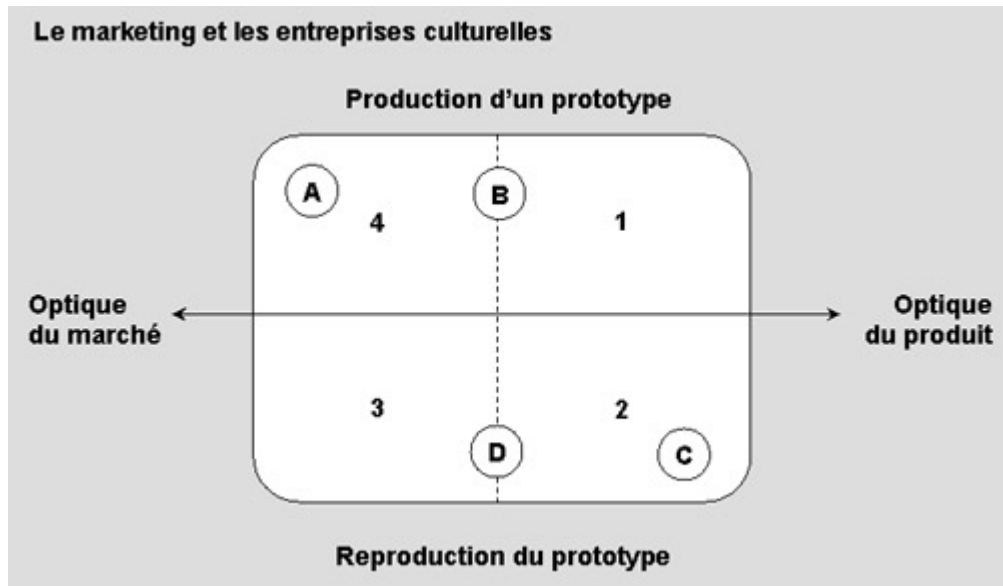 Le marketing et les entreprises culturelles
Production d'un prototype
A
B
4
1
Optique
du marché
Optique
du produit
3
2
D
C
Reproduction du prototype